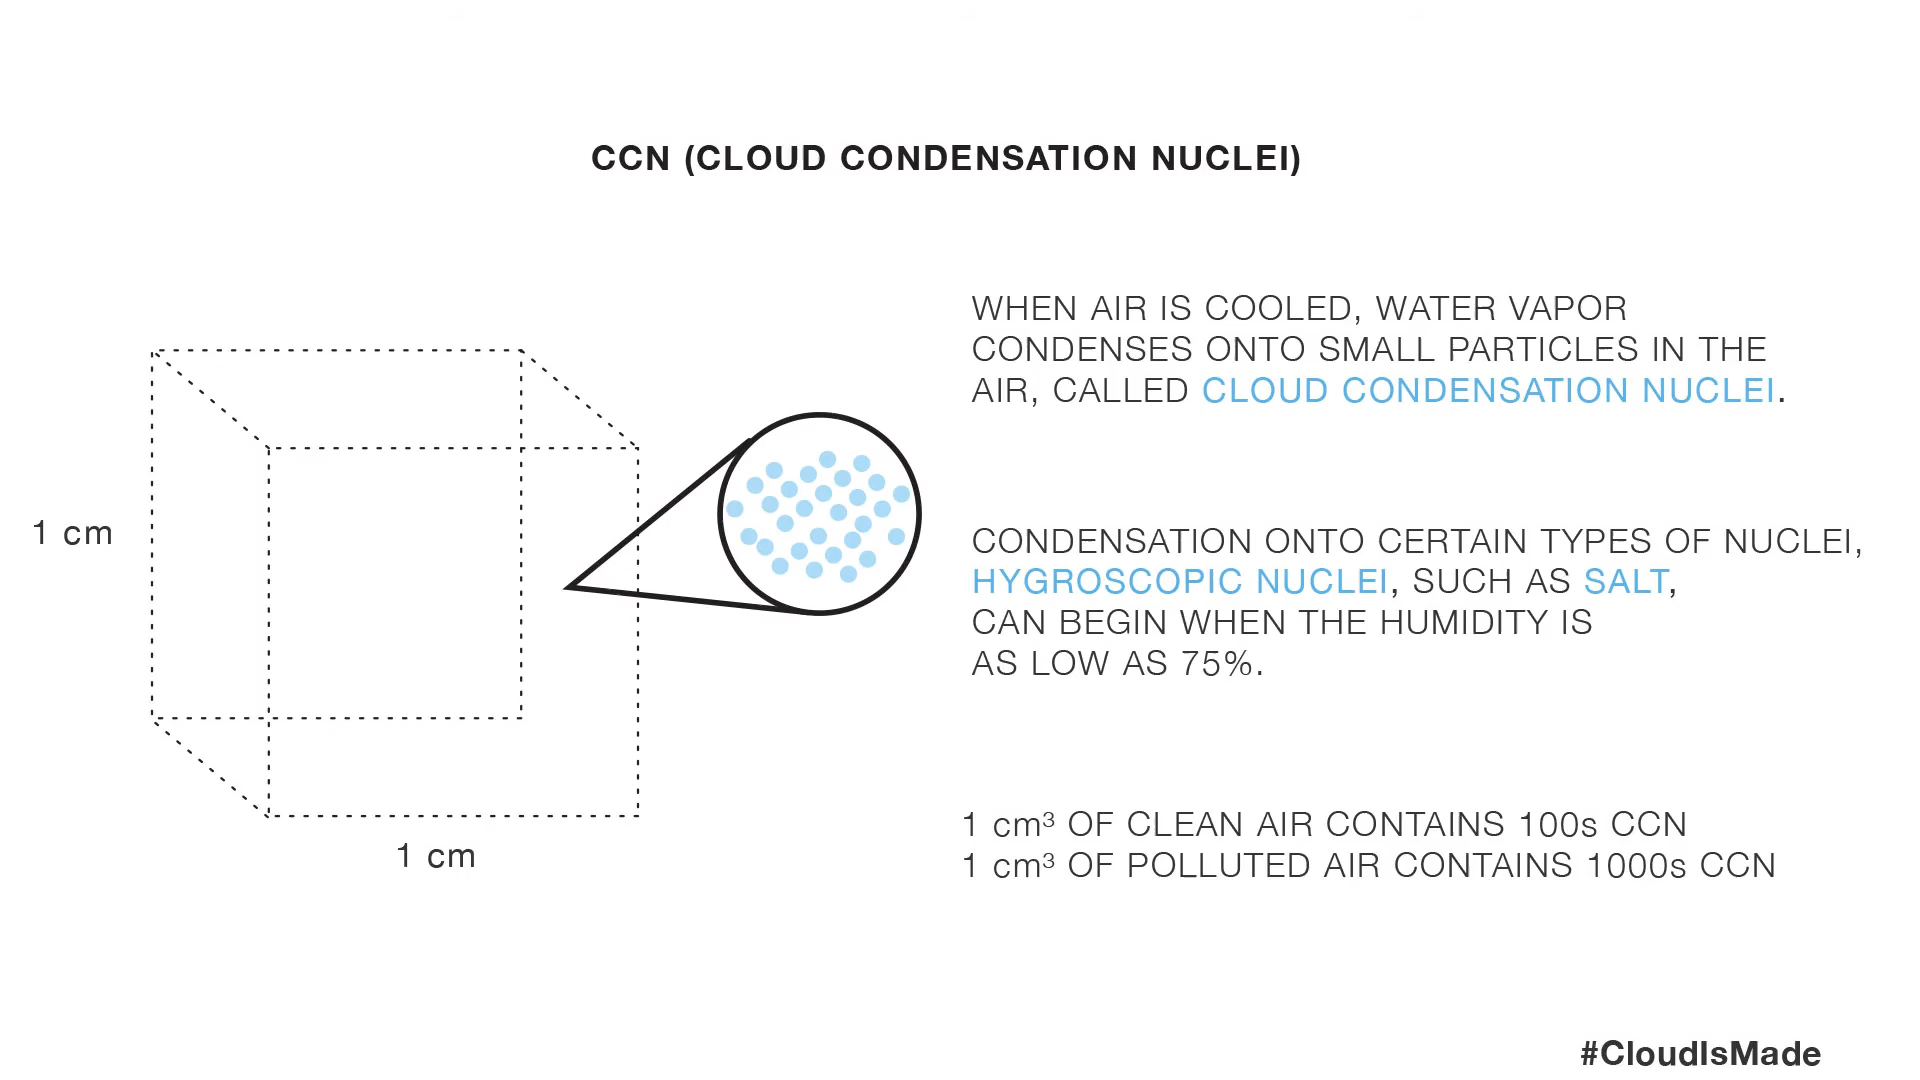 CCN (CLOUD CONDENSATION NUCLEI)
WHEN AIR IS COOLED, WATER VAPOR
CONDENSES ONTO SMALL PARTICLES IN THE
AIR, CALLED CLOUD CONDENSATION NUCLEI.
1 cm
CONDENSATION ONTO CERTAIN TYPES OF NUCLEI,
HYGROSCOPIC NUCLEI, SUCH AS SALT,
CAN BEGIN WHEN THE HUMIDITY IS
AS LOW AS 75%.
1 cm³ OF CLEAN AIR CONTAINS 100s CCN
1 cm³ OF POLLUTED AIR CONTAINS 1000s CCN
1 cm
#CloudIsMade